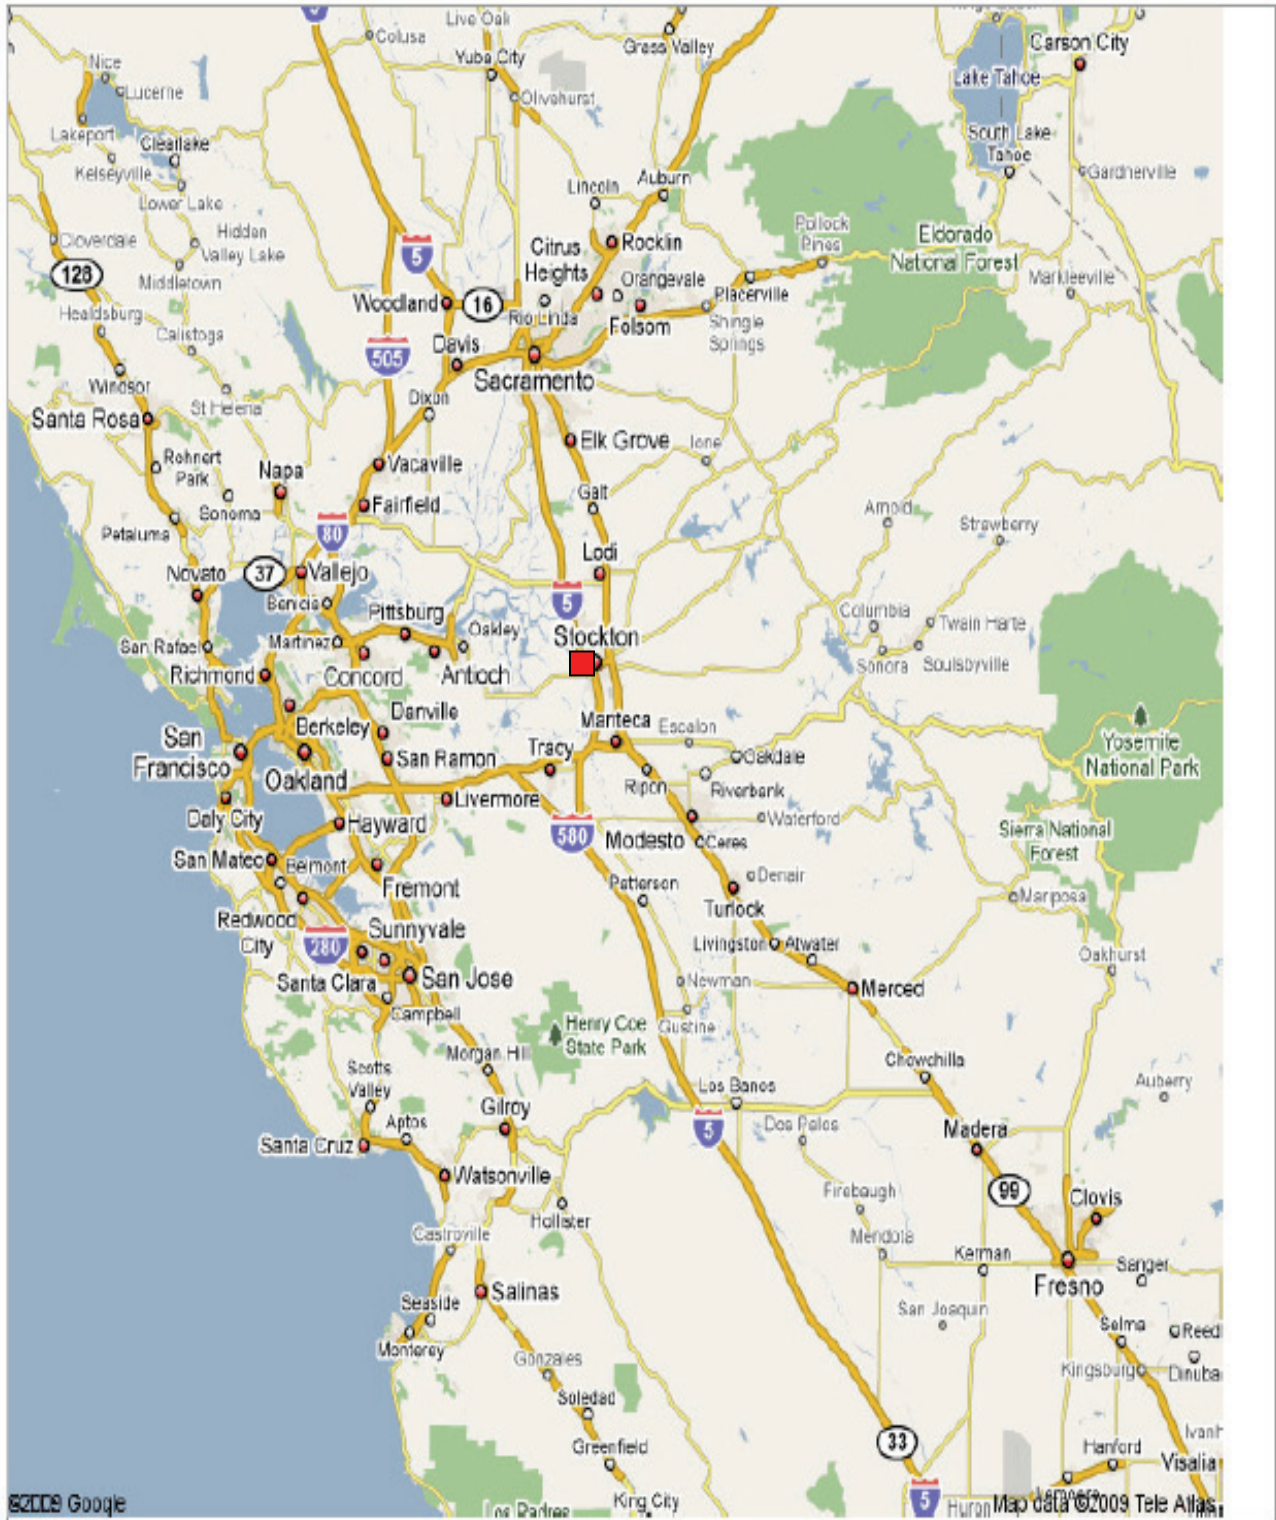 5
Colusa
Live Oak
Yuba City
Grass Valley
Carson City
Nice
Lucerne
Olivehurst
Lake Tahoe
Lakeport
Clearlake
Kelseyville
Lower Lake
South Lake
Tahoe
Gardnerville
Lincoln
Auburn
Cloverdale
Hidden
Valley Lake
128
Middletown
5
Citrus
Heights
Rocklin
Pollock
Pines
Eldorado
National Forest
Orangevale
Placerville
Markleeville
Woodland
16
Rio Linda
Folsom
Shingle
Springs
Healdsburg
Calistoga
505
Davis
Sacramento
Windsor
St Helena
Dixon
Santa Rosa
Elk Grove
Ione
Rohnert
Park
Napa
Vacaville
Sonoma
Fairfield
Galt
Arnold
Strawberry
Petaluma
80
Novato
37
Vallejo
Lodi
Benicia
5
Pittsburg
Columbia
Twain Harte
San Rafael
Martinez
Oakley
Stockton
Sonora
Soulsbyville
Richmond
Concord
Antioch
Berkeley
Danville
Manteca
Escalon
San
Francisco
San Ramon
Tracy
Oakdale
Yosemite
National Park
Oakland
Livermore
Ripon
Riverbank
Daly City
Hayward
580
Modesto
Waterford
Ceres
Sierra National
Forest
San Mateo
Belmont
Fremont
Patterson
Denair
Mariposa
Redwood
City
Sunnyvale
Turlock
280
Livingston
Atwater
Oakhurst
Santa Clara
San Jose
Newman
Merced
Campbell
Henry Coe
State Park
Gustine
Morgan Hill
Chowchilla
Scotts
Valley
Los Banos
Auberry
Aptos
Gilroy
5
Dos Palos
Madera
Santa Cruz
Watsonville
Firebaugh
99
Clovis
Hollister
Castroville
Mendota
Kerman
Sanger
Fresno
Salinas
Seaside
San Joaquin
Selma
Reed
Monterey
Gonzales
Kingsburg
Dinuba
Soledad
Ivanh
33
Greenfield
Hanford
Visalia
5
Huron
Lemoore
King City
Los Padres
©2009 Google
Map data ©2009 Tele Atlas